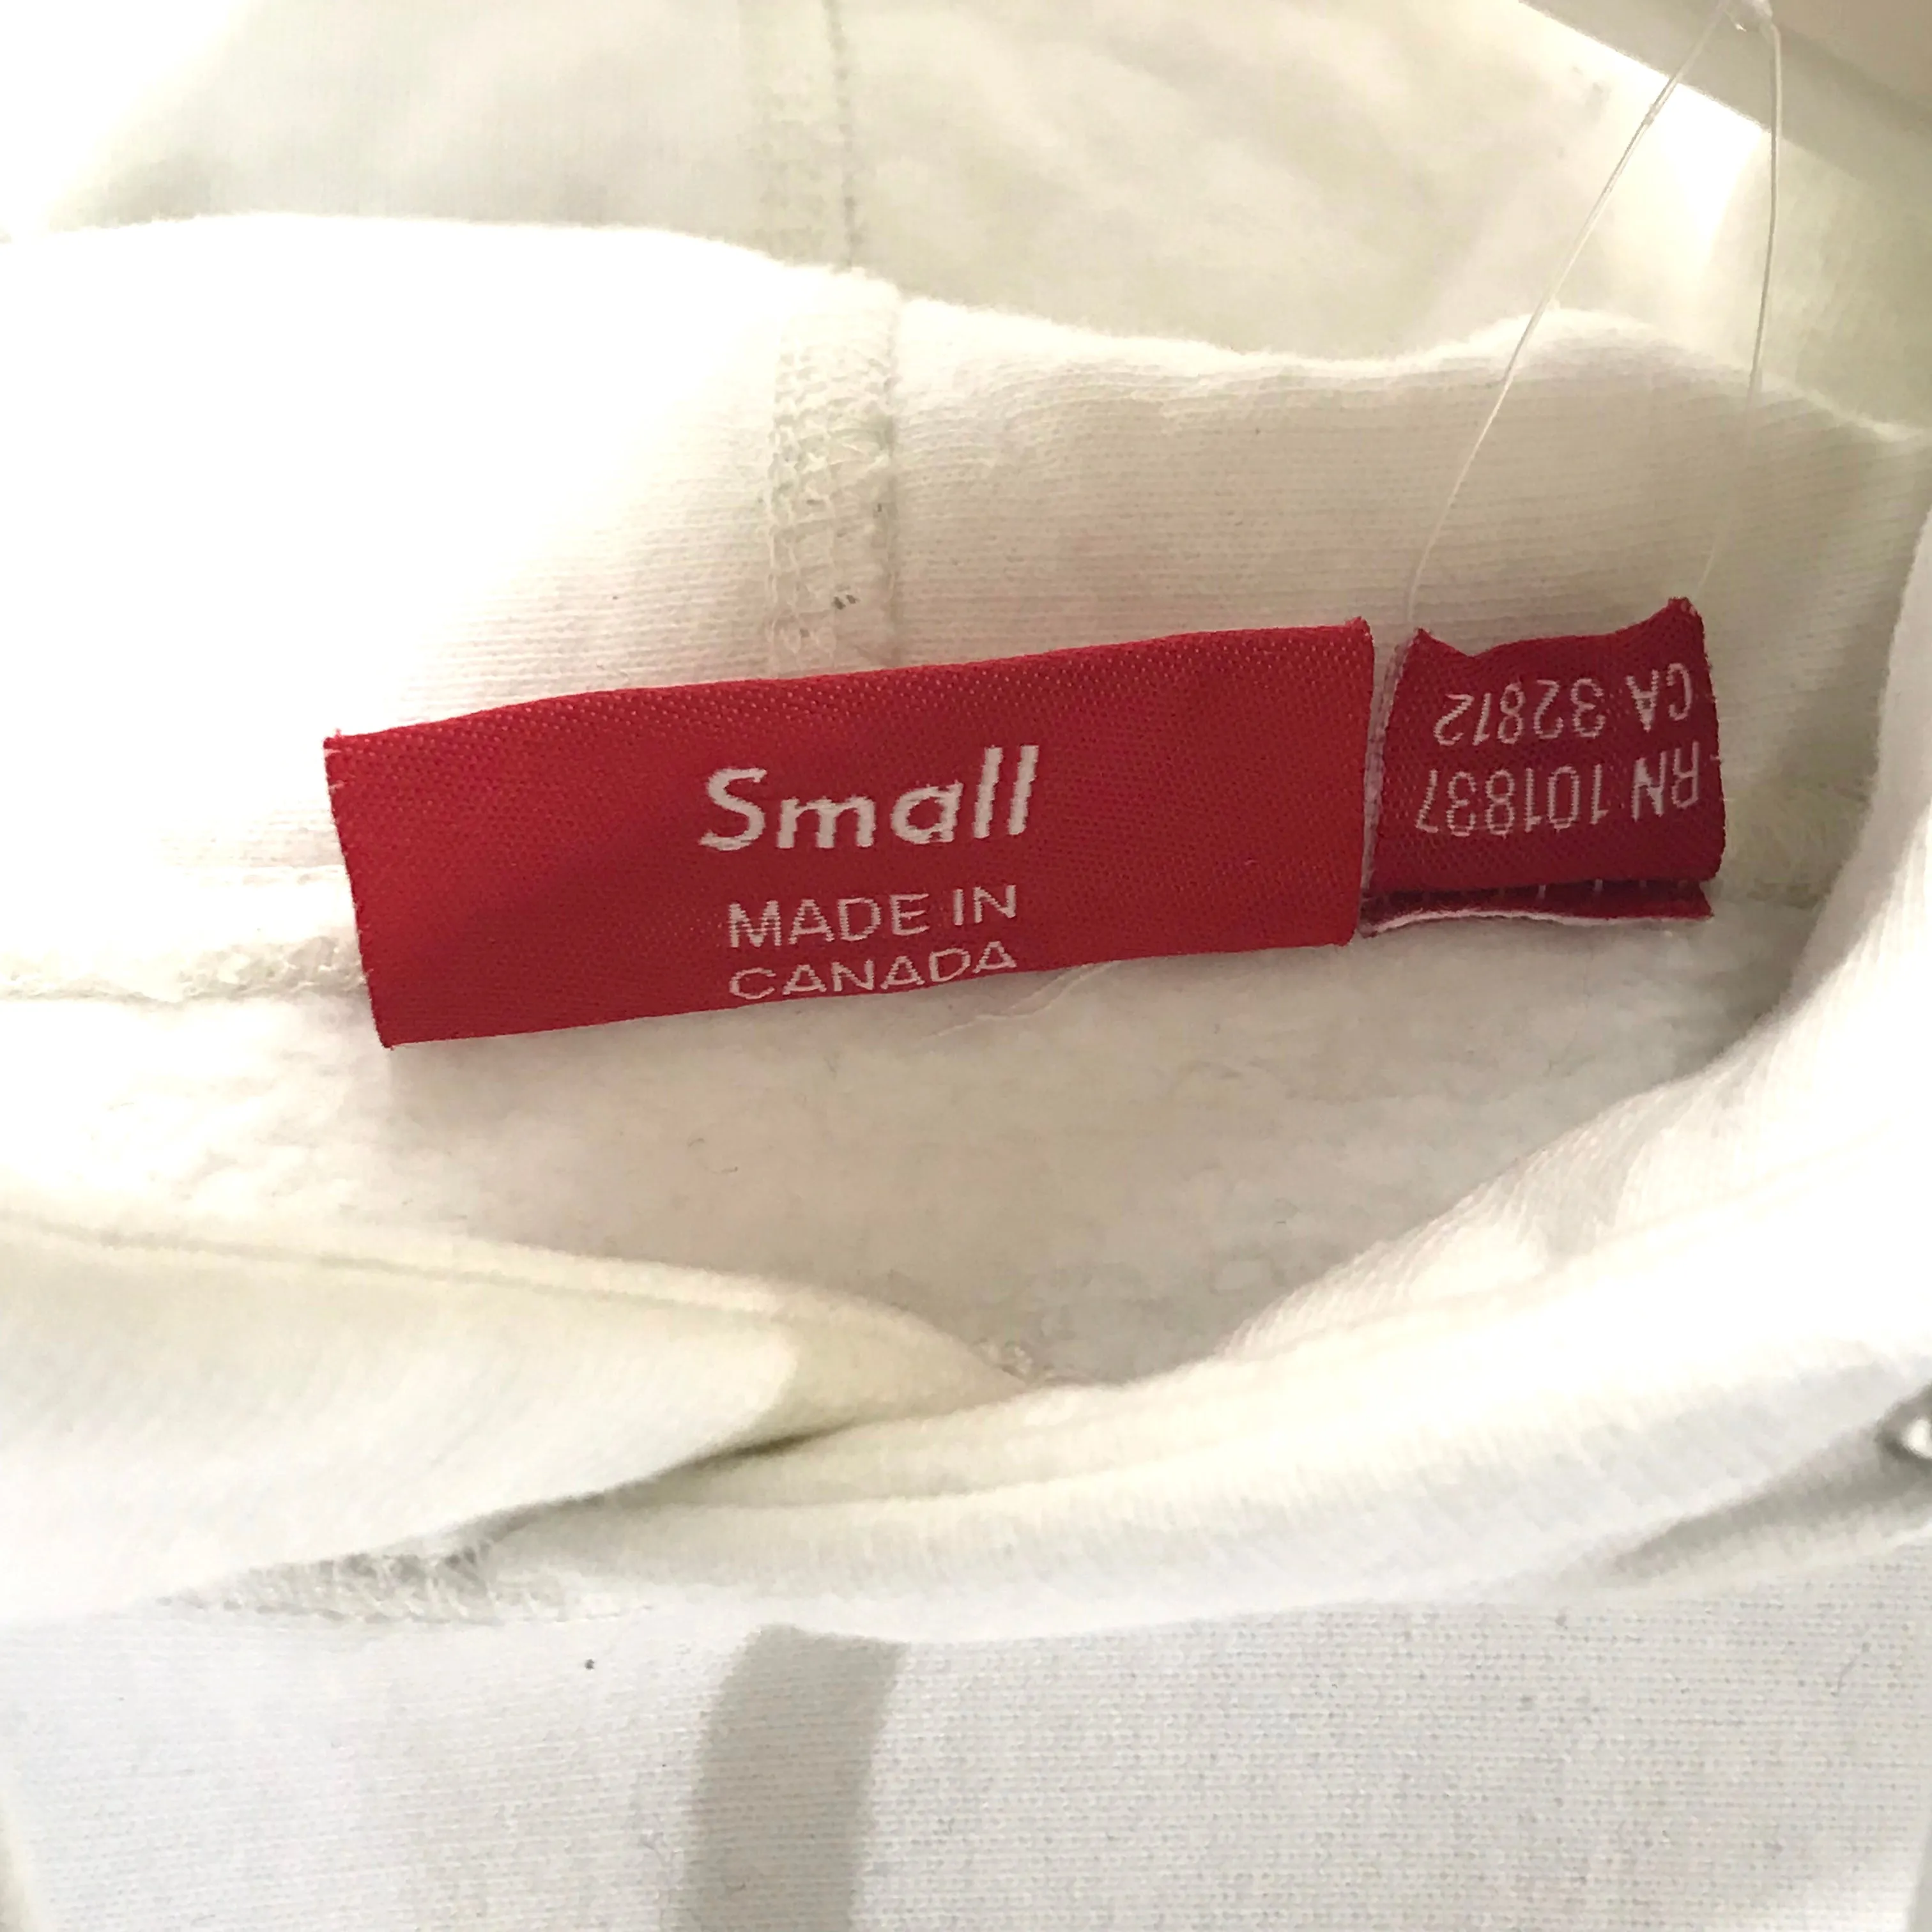 Small
MADE IN
CANADA
RN 101837
CA 32812